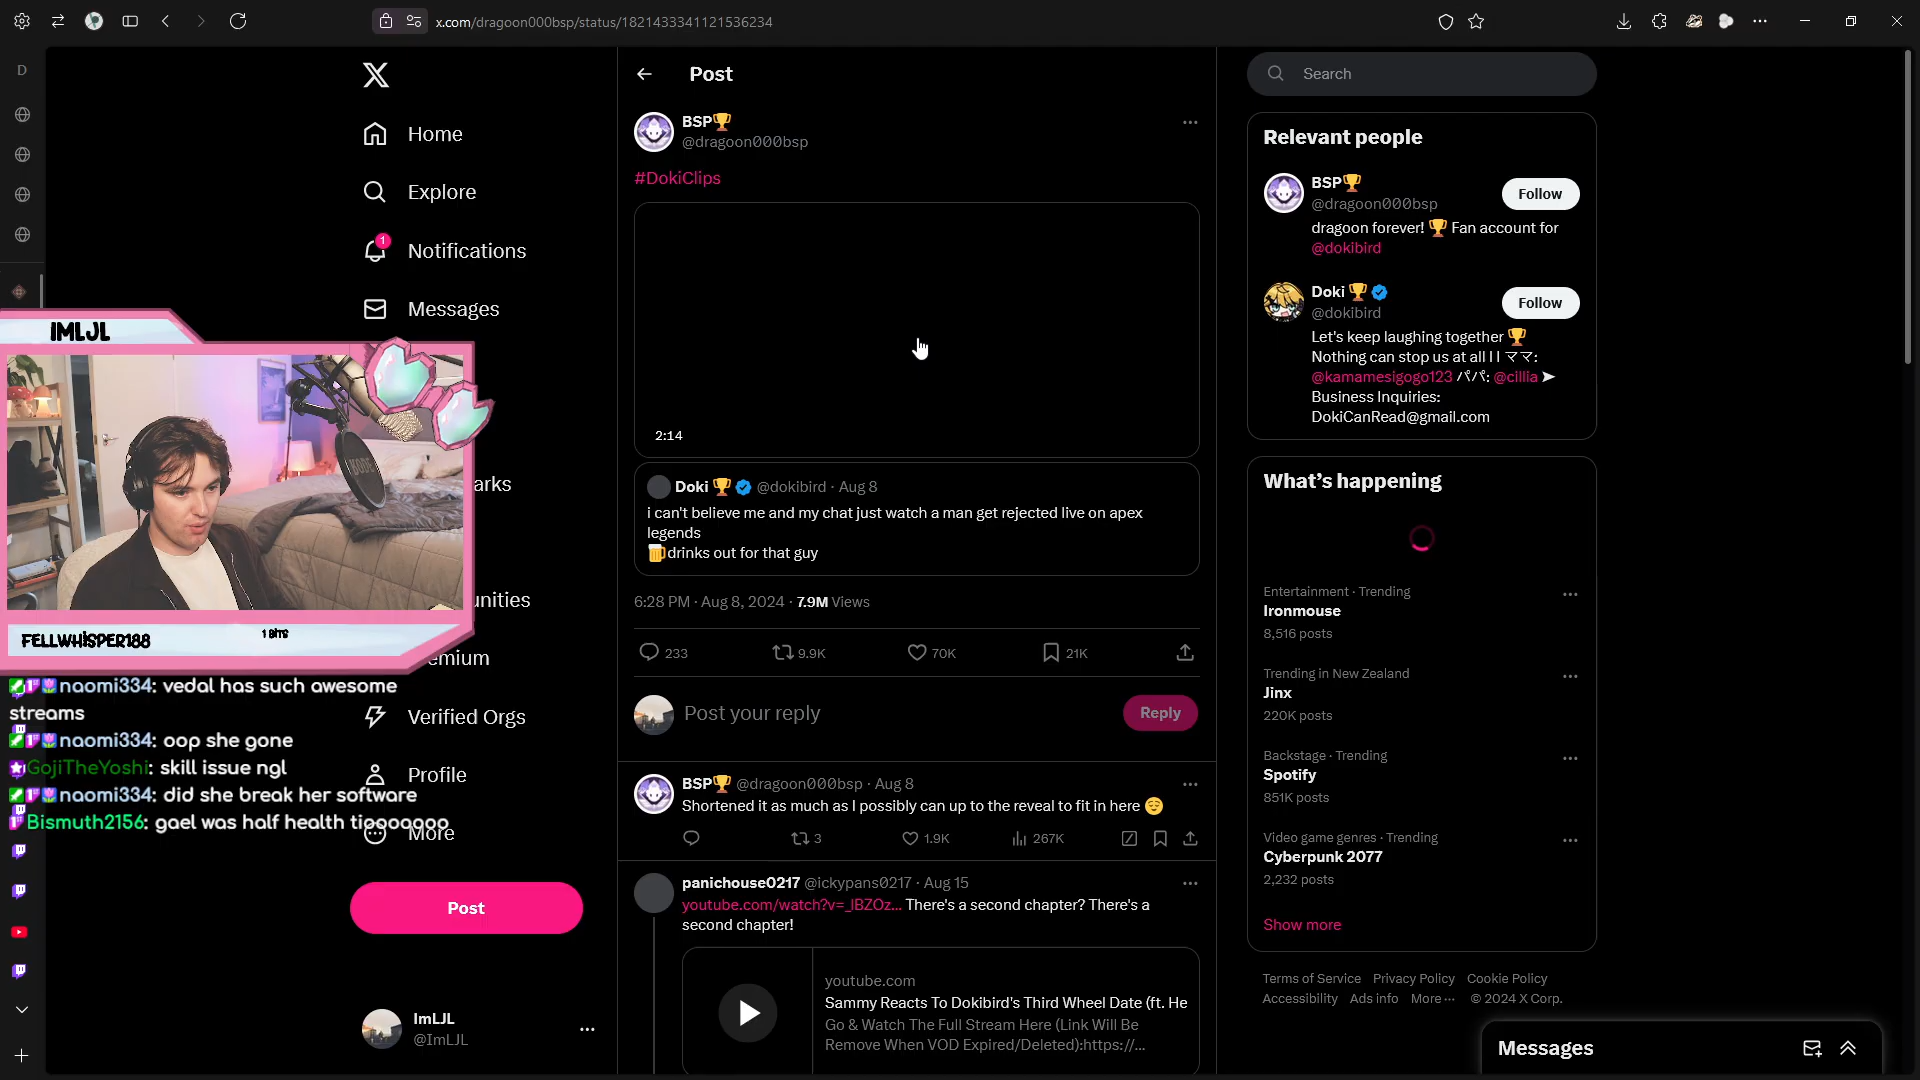 x.com/dragoon000bsp/status/1821433341121536234
D
Home
Explore
1
Notifications
Messages
arks
unities
emium
Verified Orgs
Profile
More
Post
ImLJL
@ImLJL
IMLJL
KODE
FELLWHISPER188
1 BITS
naomi334: vedal has such awesome
streams
naomi334: oop she gone
GojiTheYoshi: skill issue ngl
naomi334: did she break her software
Bismuth2156: gael was half health tiooooooo
Post
BSP🏆
@dragoon000bsp
#DokiClips
2:14
Doki 🏆 @dokibird · Aug 8
i can't believe me and my chat just watch a man get rejected live on apex
legends
🍺drinks out for that guy
6:28 PM · Aug 8, 2024 · 7.9M Views
233 9.9K 70K 21K
Post your reply
Reply
BSP🏆 @dragoon000bsp · Aug 8
Shortened it as much as I possibly can up to the reveal to fit in here 😌
3 1.9K 267K
panichouse0217 @ickypans0217 · Aug 15
youtube.com/watch?v=_IBZOz... There's a second chapter? There's a
second chapter!
youtube.com
Sammy Reacts To Dokibird's Third Wheel Date (ft. He
Go & Watch The Full Stream Here (Link Will Be
Remove When VOD Expired/Deleted):https://...
Search
Relevant people
BSP🏆
@dragoon000bsp
Follow
dragoon forever! 🏆 Fan account for
@dokibird
Doki 🏆
@dokibird
Follow
Let's keep laughing together 🏆
Nothing can stop us at all l l ママ:
@kamamesigogo123 パパ: @cillia ➤
Business Inquiries:
DokiCanRead@gmail.com
What's happening
Entertainment · Trending
Ironmouse
8,516 posts
Trending in New Zealand
Jinx
220K posts
Backstage · Trending
Spotify
851K posts
Video game genres · Trending
Cyberpunk 2077
2,232 posts
Show more
Terms of Service Privacy Policy Cookie Policy
Accessibility Ads info More ··· © 2024 X Corp.
Messages